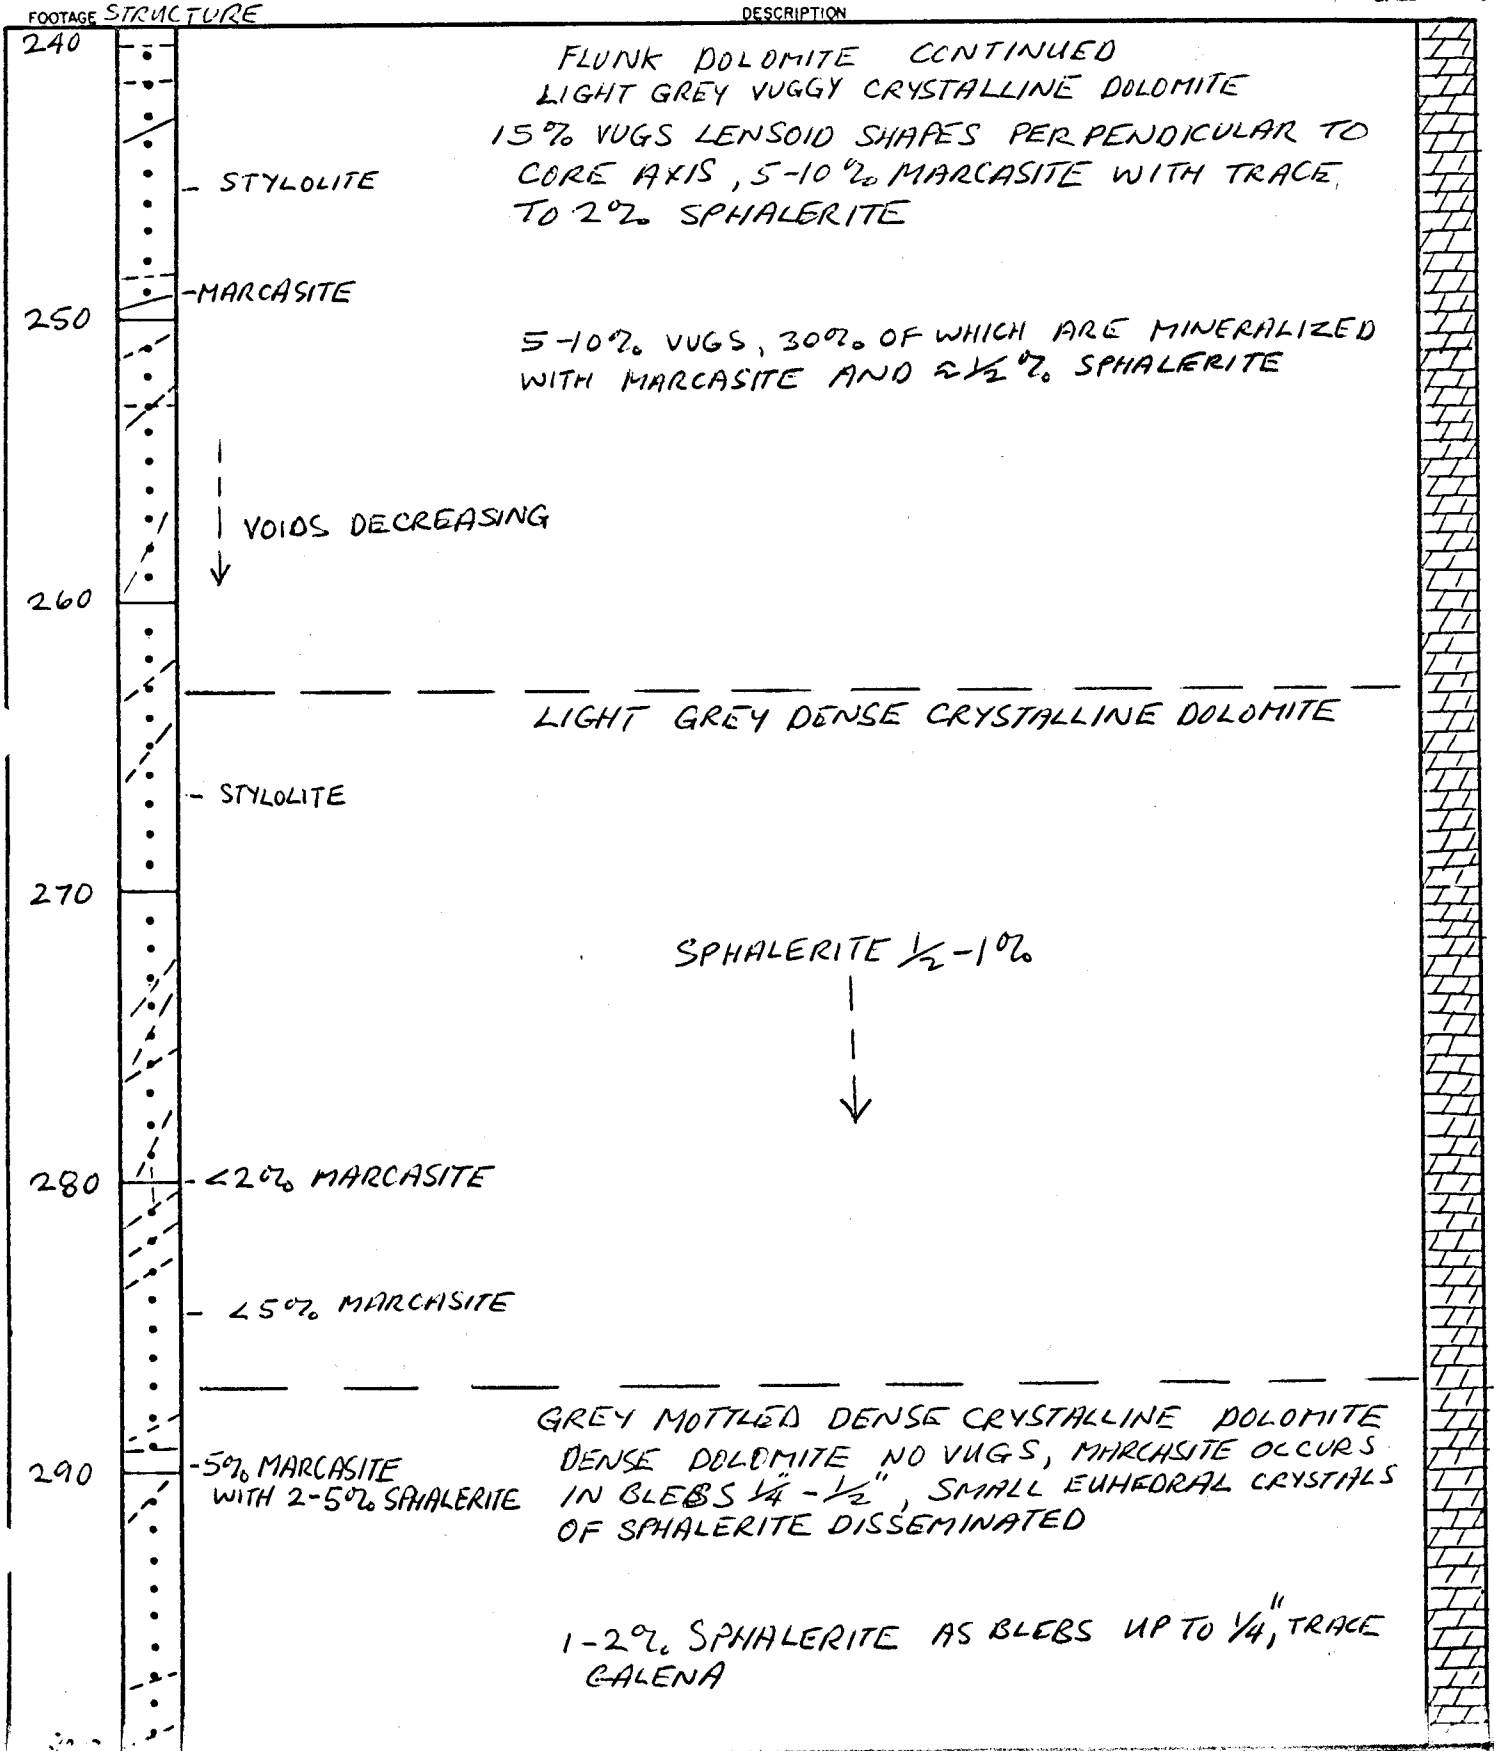 FOOTAGE STRUCTURE DESCRIPTION
240
FLUNK DOLOMITE CONTINUED
LIGHT GREY VUGGY CRYSTALLINE DOLOMITE
15% VUGS LENSOID SHAPES PERPENDICULAR TO
- STYLOLITE
CORE AXIS, 5-10% MARCASITE WITH TRACE
TO 2% SPHALERITE
-MARCASITE
250
5-10% VUGS, 30% OF WHICH ARE MINERALIZED
WITH MARCASITE AND ≈ 1/2 % SPHALERITE
VOIDS DECREASING
260
LIGHT GREY DENSE CRYSTALLINE DOLOMITE
- STYLOLITE
270
SPHALERITE 1/2 -1%
280
- <2% MARCASITE
- <5% MARCASITE
GREY MOTTLED DENSE CRYSTALLINE DOLOMITE
290
-5% MARCASITE
DENSE DOLOMITE NO VUGS, MARCASITE OCCURS
WITH 2-5% SPHALERITE
IN BLEBS 1/4" - 1/2", SMALL EUHEDRAL CRYSTALS
OF SPHALERITE DISSEMINATED
1-2% SPHALERITE AS BLEBS UP TO 1/4", TRACE
GALENA